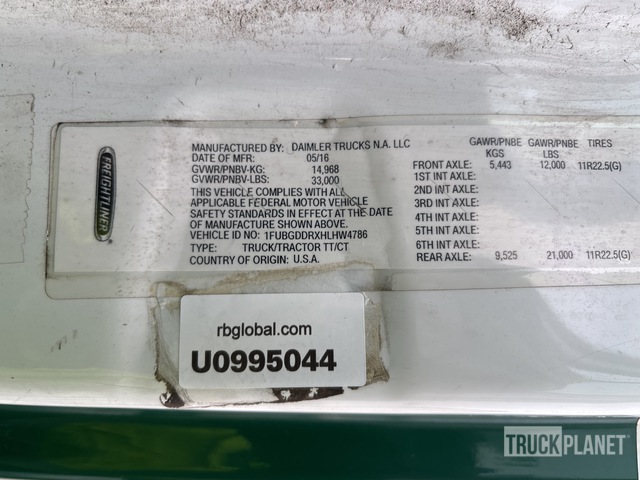 FREIGHTLINER
MANUFACTURED BY: DAIMLER TRUCKS N.A. LLC
DATE OF MFR: 05/16
GVWR/PNBV-KG: 14,968
GVWR/PNBV-LBS: 33,000
THIS VEHICLE COMPLIES WITH ALL
APPLICABLE FEDERAL MOTOR VEHICLE
SAFETY STANDARDS IN EFFECT AT THE DATE
OF MANUFACTURE SHOWN ABOVE.
VEHICLE ID NO: 1FUBGDDRXHLHW4786
TYPE: TRUCK/TRACTOR TT/CT
COUNTRY OF ORIGIN: U.S.A.
GAWR/PNBE KGS GAWR/PNBE LBS TIRES
FRONT AXLE: 5,443 12,000 11R22.5(G)
1ST INT AXLE:
2ND INT AXLE:
3RD INT AXLE:
4TH INT AXLE:
5TH INT AXLE:
6TH INT AXLE:
REAR AXLE: 9,525 21,000 11R22.5(G)
rbglobal.com
U0995044
TRUCKPLANET